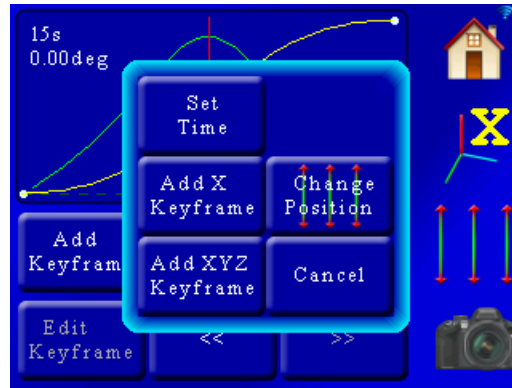 15s
0.00deg
X
Set
Time
Add X
Keyframe
Change
Position
Add
Keyfram
Add XYZ
Keyframe
Cancel
Edit
Keyframe
<<
>>